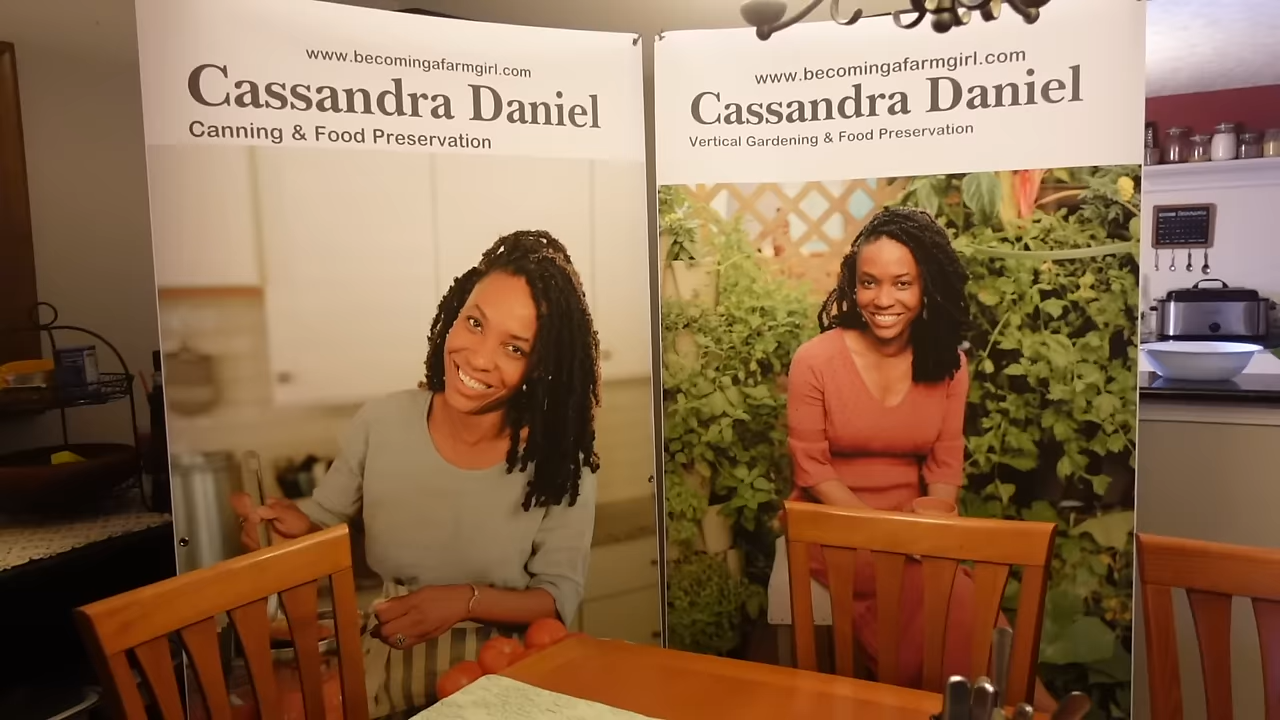 www.becomingafarmgirl.com
Cassandra Daniel
Canning & Food Preservation
www.becomingafarmgirl.com
Cassandra Daniel
Vertical Gardening & Food Preservation